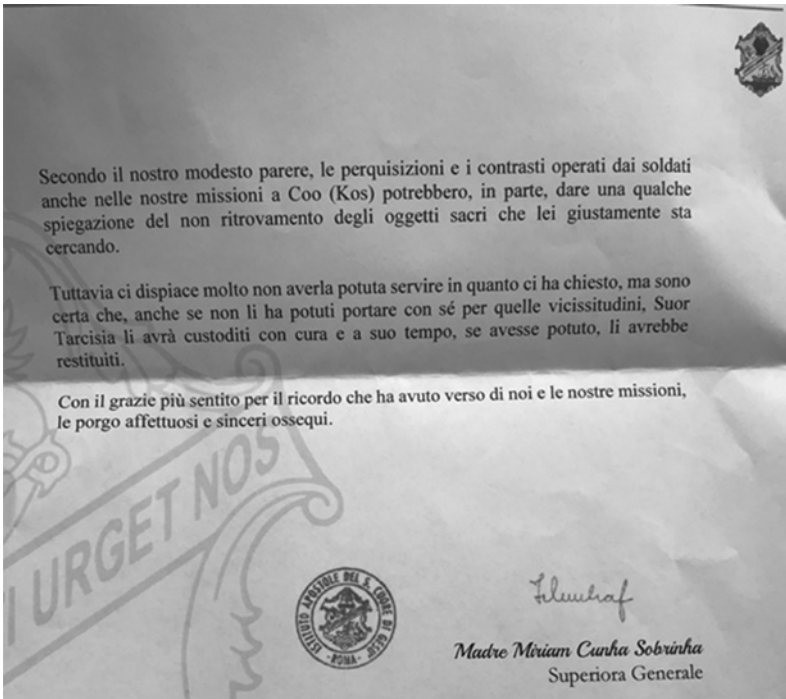 Secondo il nostro modesto parere, le perquisizioni e i contrasti operati dai soldati
anche nelle nostre missioni a Coo (Kos) potrebbero, in parte, dare una qualche
spiegazione del non ritrovamento degli oggetti sacri che lei giustamente sta
cercando.
Tuttavia ci dispiace molto non averla potuta servire in quanto ci ha chiesto, ma sono
certa che, anche se non li ha potuti portare con sé per quelle vicissitudini, Suor
Tarcisia li avrà custoditi con cura e a suo tempo, se avesse potuto, li avrebbe
restituiti.
Con il grazie più sentito per il ricordo che ha avuto verso di noi e le nostre missioni,
le porgo affettuosi e sinceri ossequi.
URGET NOS
ISTITUTO APOSTOLE DEL S. CUORE DI GESU'
-ROMA-
Madre Miriam Cunha Sobrinha
Superiora Generale